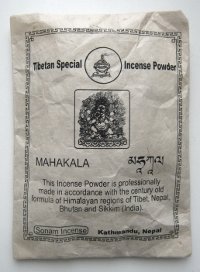 Tibetan Special Incense Powder
MAHAKALA
This Incense Powder is professionally
made in accordance with the century old
formula of Himalayan regions of Tibet, Nepal,
Bhutan and Sikkim (India).
Sonam Incense Kathmandu, Nepal